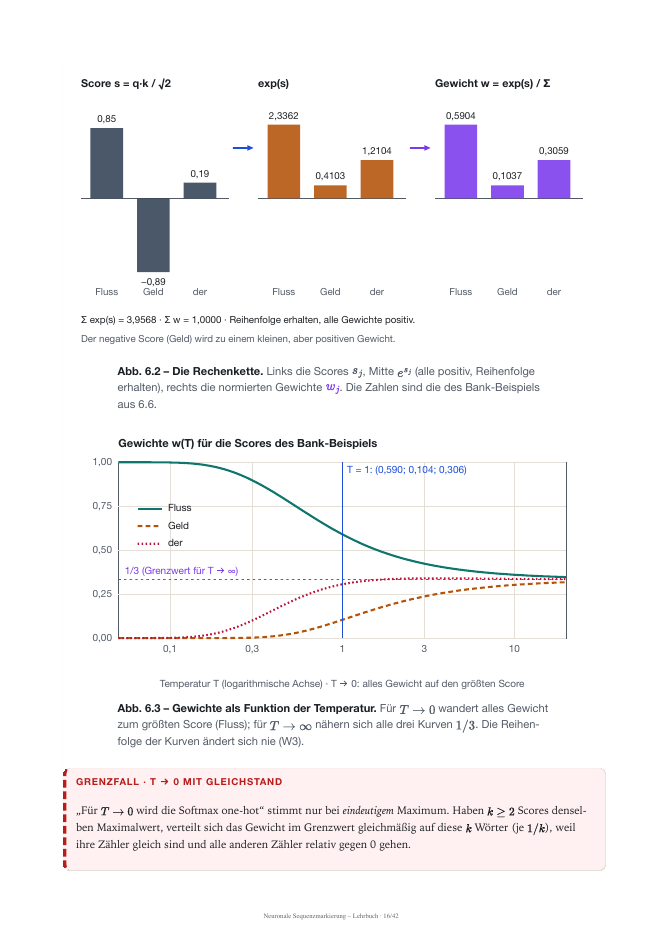 Score s = q·k / √2
exp(s)
Gewicht w = exp(s) / Σ
0,85
−0,89
0,19
Fluss
Geld
der
2,3362
0,4103
1,2104
Fluss
Geld
der
0,5904
0,1037
0,3059
Fluss
Geld
der
Σ exp(s) = 3,9568 · Σ w = 1,0000 · Reihenfolge erhalten, alle Gewichte positiv.
Der negative Score (Geld) wird zu einem kleinen, aber positiven Gewicht.
Abb. 6.2 – Die Rechenkette. Links die Scores s_j, Mitte e^{s_j} (alle positiv, Reihenfolge
erhalten), rechts die normierten Gewichte w_j. Die Zahlen sind die des Bank-Beispiels
aus 6.6.
Gewichte w(T) für die Scores des Bank-Beispiels
1,00
0,75
0,50
0,25
0,00
T = 1: (0,590; 0,104; 0,306)
Fluss
Geld
der
1/3 (Grenzwert für T → ∞)
0,1
0,3
1
3
10
Temperatur T (logarithmische Achse) · T → 0: alles Gewicht auf den größten Score
Abb. 6.3 – Gewichte als Funktion der Temperatur. Für T → 0 wandert alles Gewicht
zum größten Score (Fluss); für T → ∞ nähern sich alle drei Kurven 1/3. Die Reihen-
folge der Kurven ändert sich nie (W3).
GRENZFALL · T → 0 MIT GLEICHSTAND
„Für T → 0 wird die Softmax one-hot“ stimmt nur bei eindeutigem Maximum. Haben k ≥ 2 Scores densel-
ben Maximalwert, verteilt sich das Gewicht im Grenzwert gleichmäßig auf diese k Wörter (je 1/k), weil
ihre Zähler gleich sind und alle anderen Zähler relativ gegen 0 gehen.
Neuronale Sequenzmarkierung – Lehrbuch · 16/42